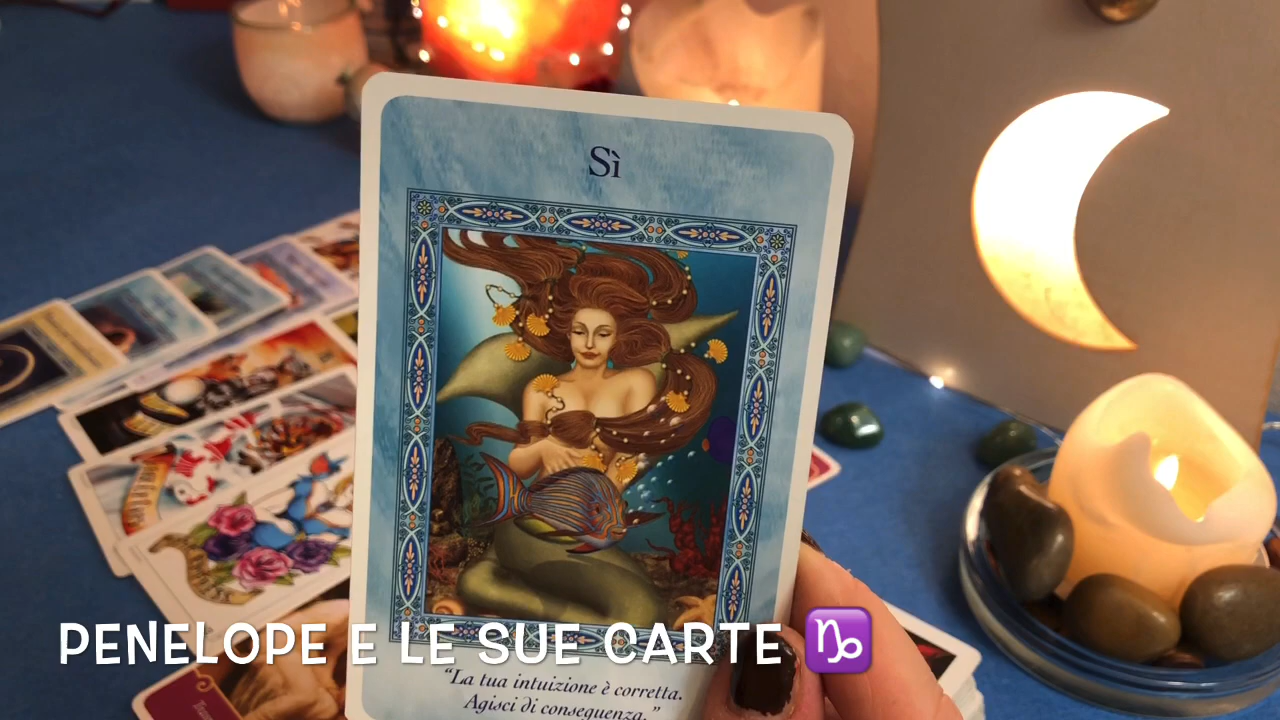 Sì
PENELOPE E LE SUE CARTE ♑
“La tua intuizione è corretta.
Agisci di conseguenza.”